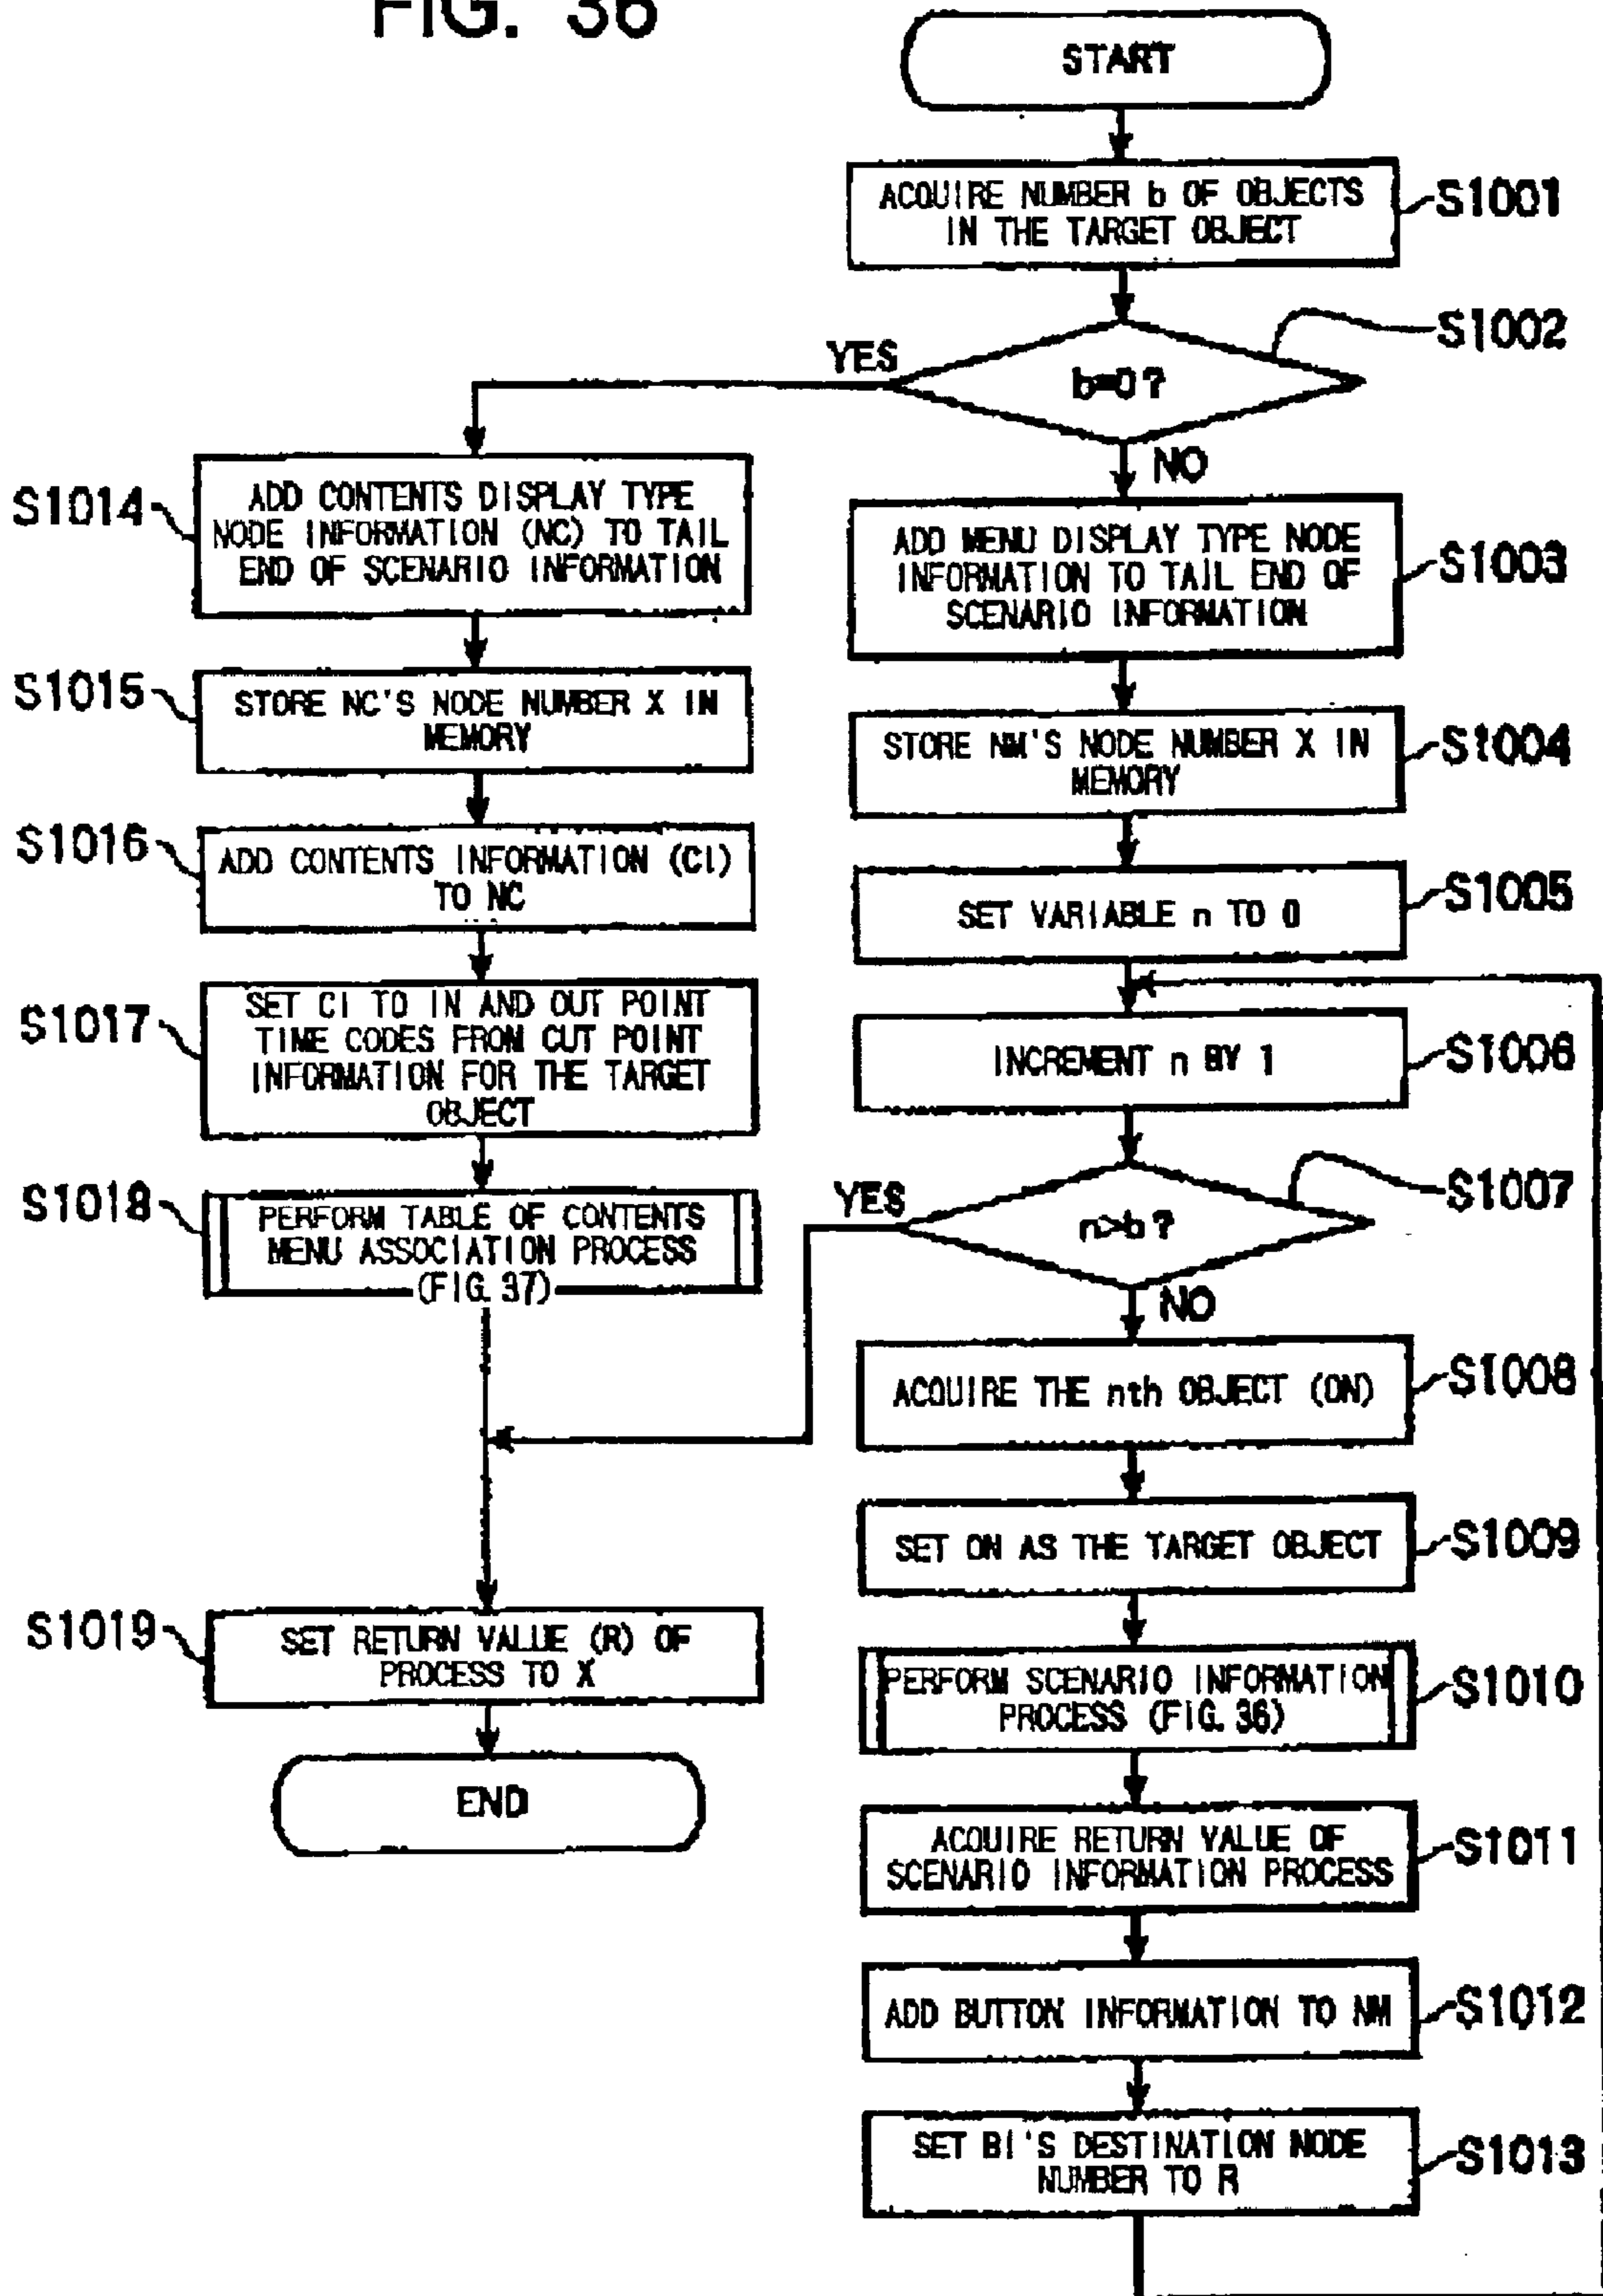 FIG. 36
START
ACQUIRE NUMBER b OF OBJECTS
IN THE TARGET OBJECT
S1001
b=0?
S1002
YES
NO
ADD MENU DISPLAY TYPE NODE
INFORMATION TO TAIL END OF
SCENARIO INFORMATION
S1003
STORE NM'S NODE NUMBER X IN
MEMORY
S1004
SET VARIABLE n TO 0
S1005
INCREMENT n BY 1
S1006
n>b?
S1007
YES
NO
ACQUIRE THE nth OBJECT (ON)
S1008
SET ON AS THE TARGET OBJECT
S1009
PERFORM SCENARIO INFORMATION
PROCESS (FIG. 36)
S1010
ACQUIRE RETURN VALUE OF
SCENARIO INFORMATION PROCESS
S1011
ADD BUTTON INFORMATION TO NM
S1012
SET BI'S DESTINATION NODE
NUMBER TO R
S1013
S1014
ADD CONTENTS DISPLAY TYPE
NODE INFORMATION (NC) TO TAIL
END OF SCENARIO INFORMATION
S1015
STORE NC'S NODE NUMBER X IN
MEMORY
S1016
ADD CONTENTS INFORMATION (CI)
TO NC
S1017
SET CI TO IN AND OUT POINT
TIME CODES FROM CUT POINT
INFORMATION FOR THE TARGET
OBJECT
S1018
PERFORM TABLE OF CONTENTS
MENU ASSOCIATION PROCESS
(FIG. 37)
S1019
SET RETURN VALUE (R) OF
PROCESS TO X
END